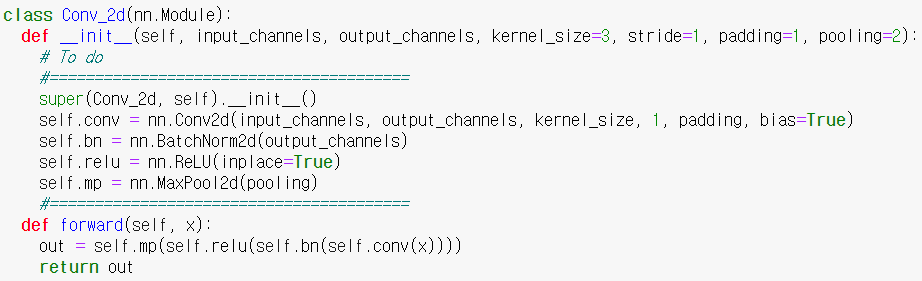 class Conv_2d(nn.Module):
  def __init__(self, input_channels, output_channels, kernel_size=3, stride=1, padding=1, pooling=2):
    # To do
    #========================================
    super(Conv_2d, self).__init__()
    self.conv = nn.Conv2d(input_channels, output_channels, kernel_size, 1, padding, bias=True)
    self.bn = nn.BatchNorm2d(output_channels)
    self.relu = nn.ReLU(inplace=True)
    self.mp = nn.MaxPool2d(pooling)
    #========================================
  def forward(self, x):
    out = self.mp(self.relu(self.bn(self.conv(x))))
    return out